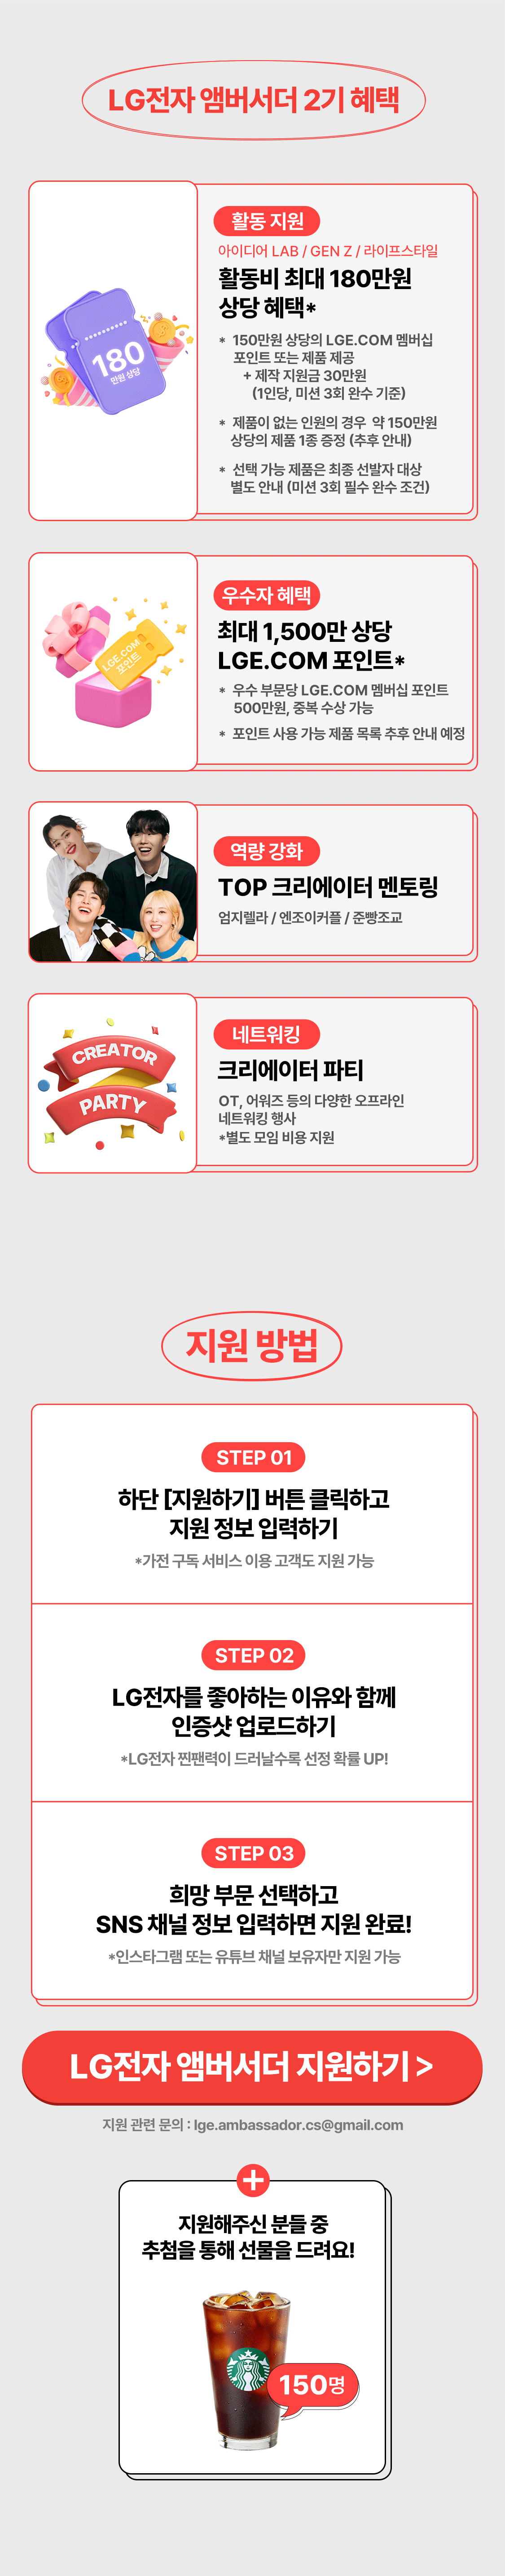 LG전자 앰버서더 2기 혜택
180
만원 상당
활동 지원
아이디어 LAB / GEN Z / 라이프스타일
활동비 최대 180만원
상당 혜택*
* 150만원 상당의 LGE.COM 멤버십
포인트 또는 제품 제공
+ 제작 지원금 30만원
(1인당, 미션 3회 완수 기준)
* 제품이 없는 인원의 경우 약 150만원
상당의 제품 1종 증정 (추후 안내)
* 선택 가능 제품은 최종 선발자 대상
별도 안내 (미션 3회 필수 완수 조건)
LGE.COM
포인트
우수자 혜택
최대 1,500만 상당
LGE.COM 포인트*
* 우수 부문당 LGE.COM 멤버십 포인트
500만원, 중복 수상 가능
* 포인트 사용 가능 제품 목록 추후 안내 예정
역량 강화
TOP 크리에이터 멘토링
엄지렐라 / 엔조이커플 / 준빵조교
CREATOR
PARTY
네트워킹
크리에이터 파티
OT, 어워즈 등의 다양한 오프라인
네트워킹 행사
*별도 모임 비용 지원
지원 방법
STEP 01
하단 [지원하기] 버튼 클릭하고
지원 정보 입력하기
*가전 구독 서비스 이용 고객도 지원 가능
STEP 02
LG전자를 좋아하는 이유와 함께
인증샷 업로드하기
*LG전자 찐팬력이 드러날수록 선정 확률 UP!
STEP 03
희망 부문 선택하고
SNS 채널 정보 입력하면 지원 완료!
*인스타그램 또는 유튜브 채널 보유자만 지원 가능
LG전자 앰버서더 지원하기 >
지원 관련 문의 : lge.ambassador.cs@gmail.com
+
지원해주신 분들 중
추첨을 통해 선물을 드려요!
150명